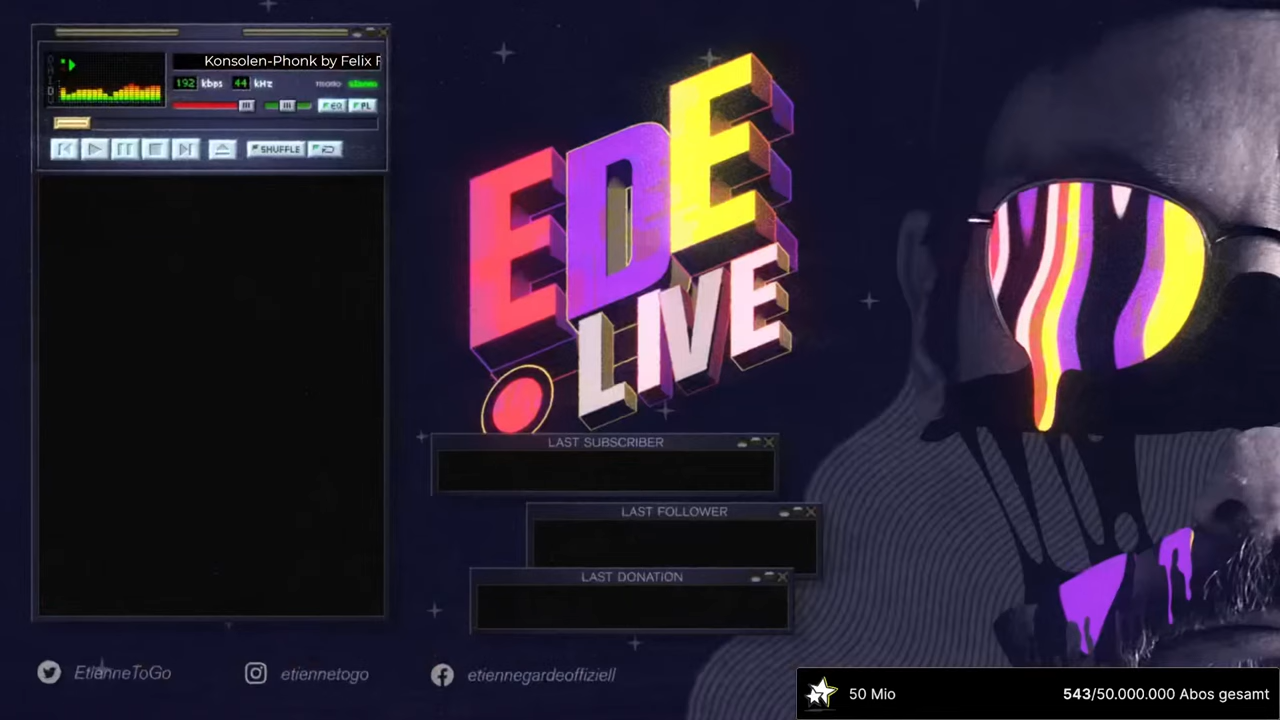 Konsolen-Phonk by Felix F
192 kbps 44 kHz mono stereo
EQ PL
SHUFFLE
EDE
LIVE
LAST SUBSCRIBER
LAST FOLLOWER
LAST DONATION
EtienneToGo
etiennetogo
etiennegardeoffiziell
50 Mio
543/50.000.000 Abos gesamt